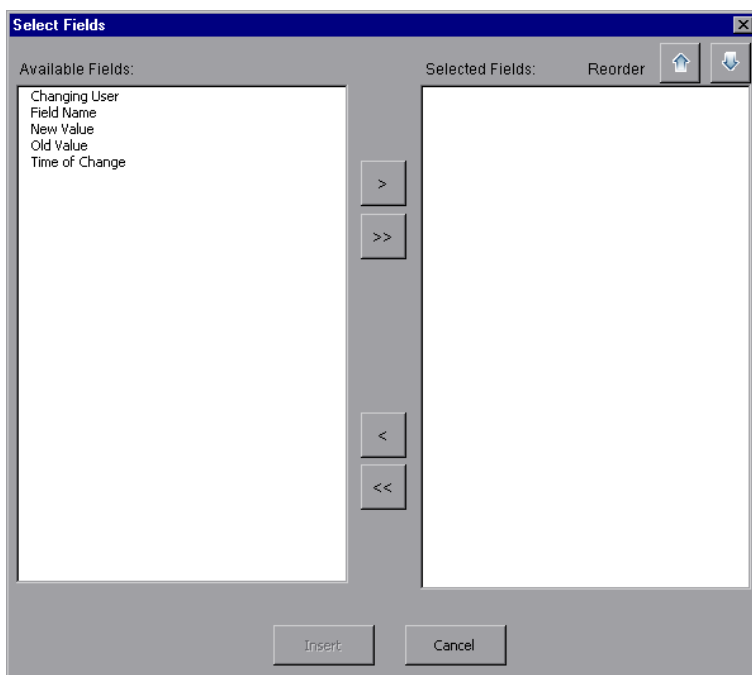 Select Fields
Available Fields:
Selected Fields:
Reorder
Changing User
Field Name
New Value
Old Value
Time of Change
>
>>
<
<<
Insert
Cancel